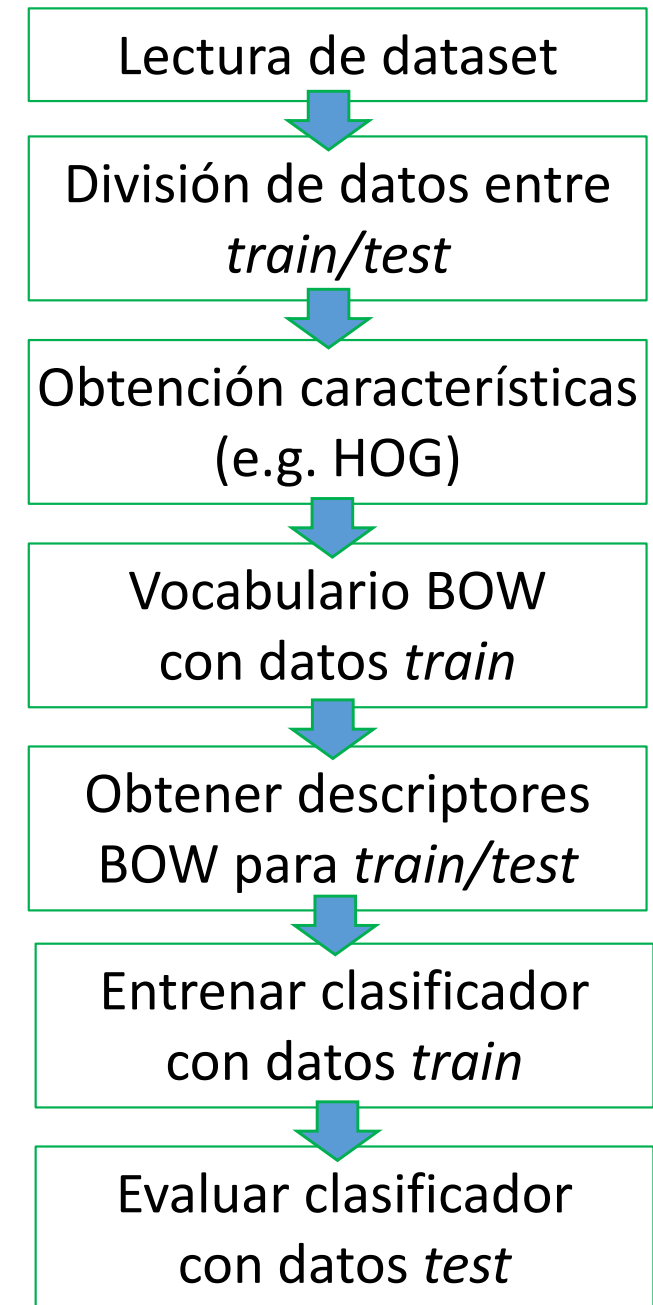 Lectura de dataset
División de datos entre
train/test
Obtención característicias
(e.g. HOG)
Vocabulario BOW
con datos train
Obtener descriptores
BOW para train/test
Entrenar clasificador
con datos train
Evaluar clasificador
con datos test